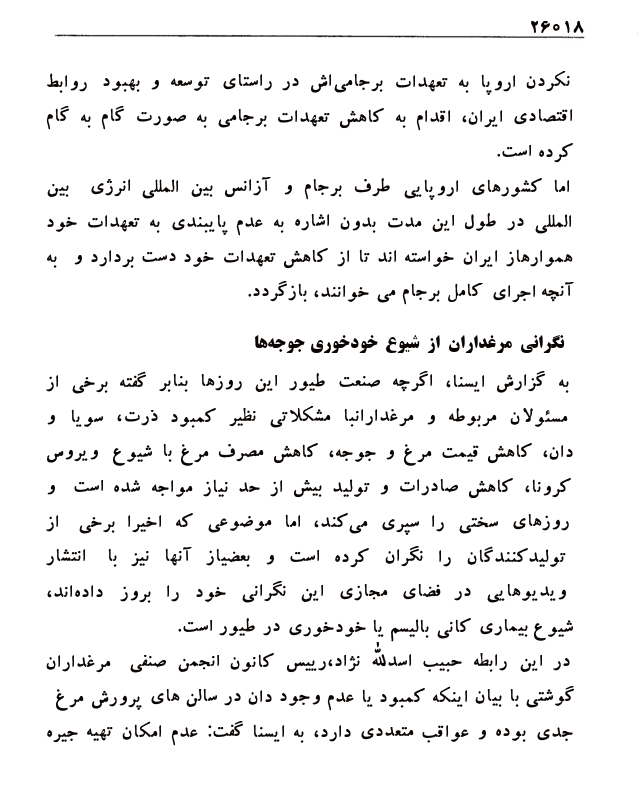 ۲۶۰۱۸
نکردن اروپا به تعهدات برجامی‌اش در راستای توسعه و بهبود روابط
اقتصادی ایران، اقدام به کاهش تعهدات برجامی به صورت گام به گام
کرده است.
اما کشورهای اروپایی طرف برجام و آژانس بین المللی انرژی بین
المللی در طول این مدت بدون اشاره به عدم پایبندی به تعهدات خود
هموارهاز ایران خواسته اند تا از کاهش تعهدات خود دست بردارد و به
آنچه اجرای کامل برجام می خوانند، بازگردد.
نگرانی مرغداران از شیوع خودخوری جوجه‌ها
به گزارش ایسنا، اگرچه صنعت طیور این روزها بنابر گفته برخی از
مسئولان مربوطه و مرغدارانبا مشکلاتی نظیر کمبود ذرت، سویا و
دان، کاهش قیمت مرغ و جوجه، کاهش مصرف مرغ با شیوع ویروس
کرونا، کاهش صادرات و تولید بیش از حد نیاز مواجه شده است و
روزهای سختی را سپری می‌کند، اما موضوعی که اخیرا برخی از
تولیدکنندگان را نگران کرده است و بعضیاز آنها نیز با انتشار
ویدیوهایی در فضای مجازی این نگرانی خود را بروز داده‌اند،
شیوع بیماری کانی بالیسم یا خودخوری در طیور است.
در این رابطه حبیب اسدلله نژاد،رییس کانون انجمن صنفی مرغداران
گوشتی با بیان اینکه کمبود یا عدم وجود دان در سالن های پرورش مرغ
جدی بوده و عواقب متعددی دارد، به ایسنا گفت: عدم امکان تهیه جیره